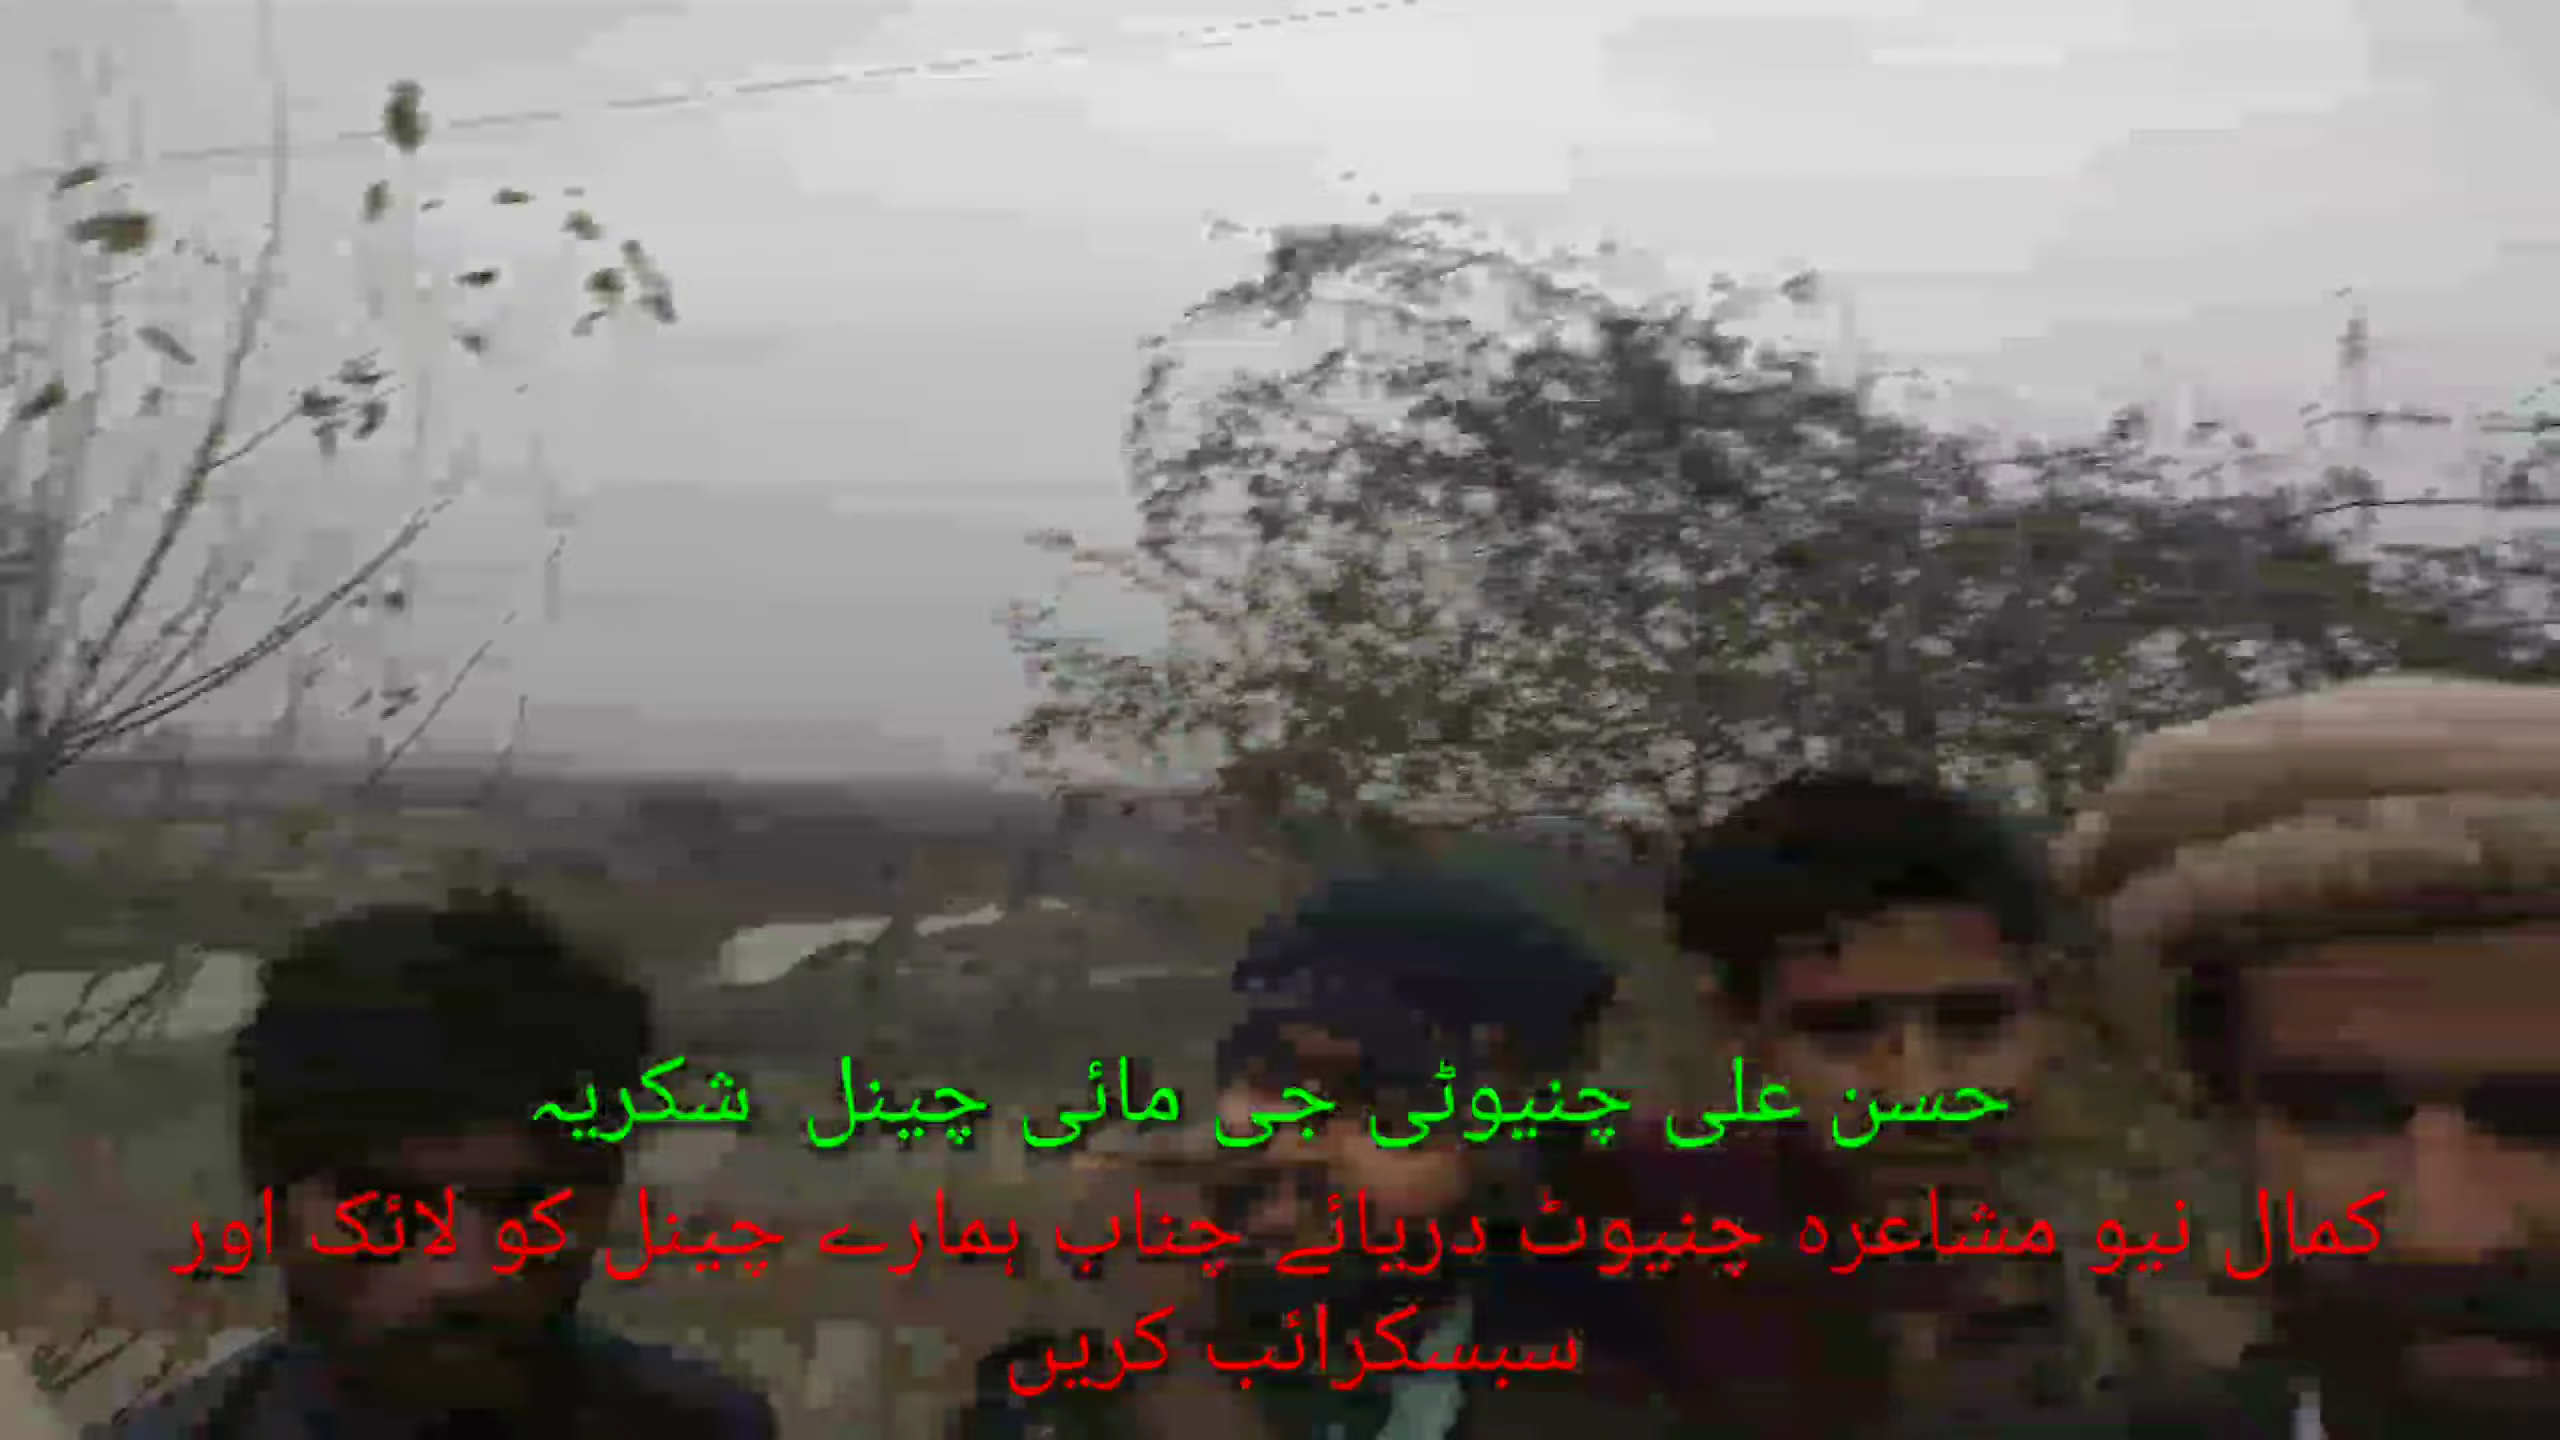 حسن علی چنیوٹی جی مائی چینل شکریہ
کمال نیو مشاعرہ چنیوٹ دریائے چناب ہمارے چینل کو لائک اور
سبسکرائب کریں